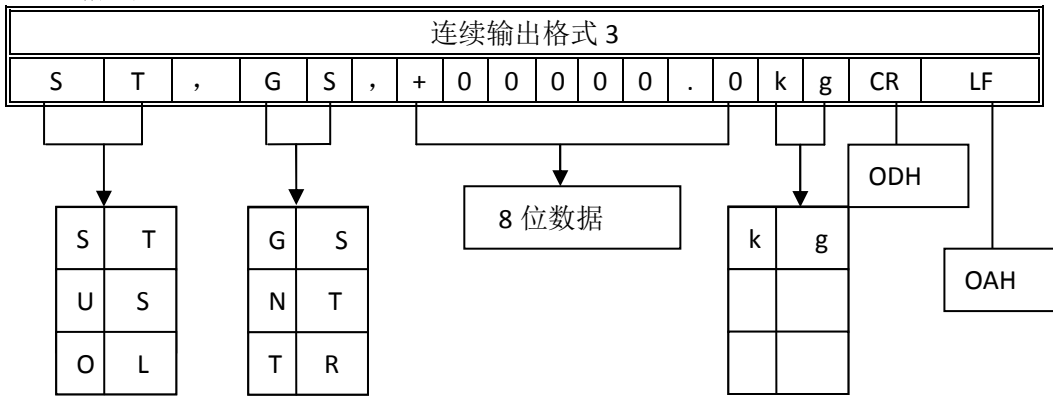 连续输出格式 3
S T , G S , + 0 0 0 0 0 . 0 k g CR LF
ODH
8 位数据
S T G S k g
OAH
U S N T
O L T R